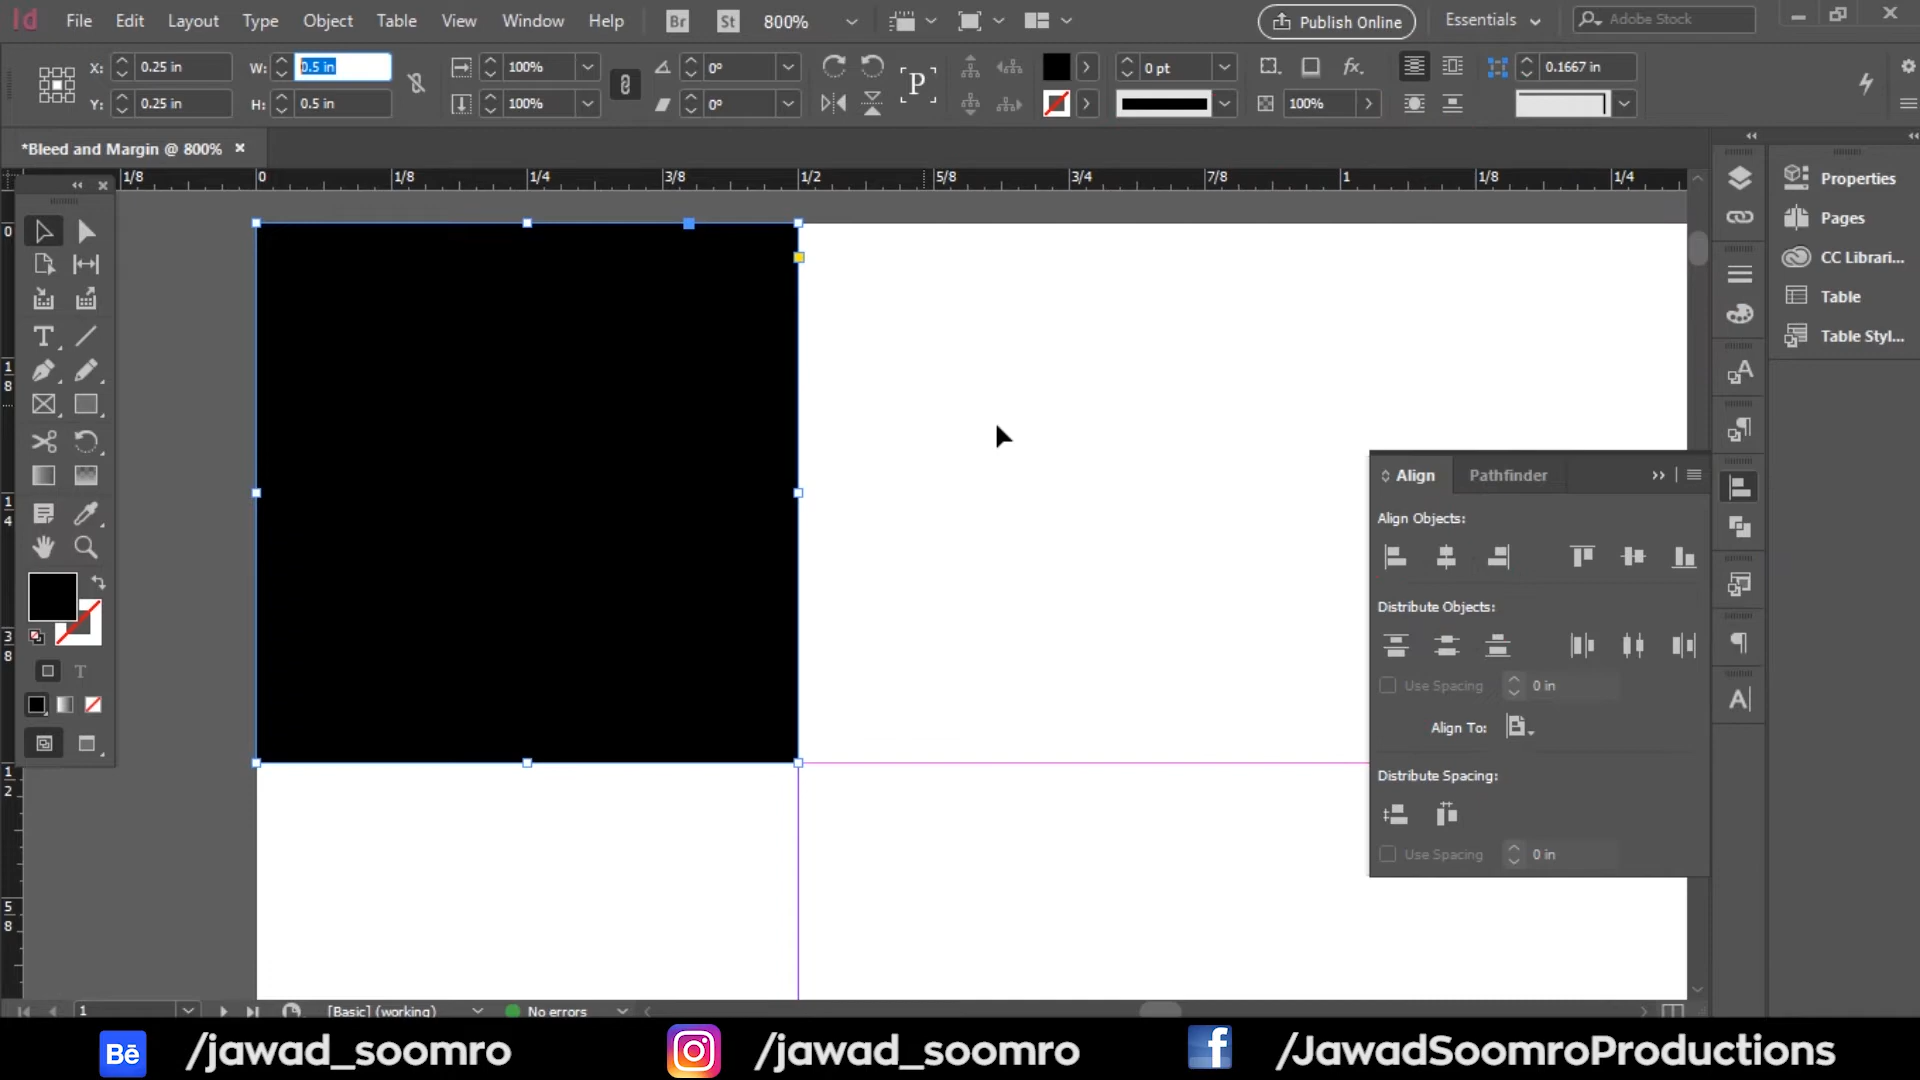 Id File Edit Layout Type Object Table View Window Help Br St 800% Publish Online Essentials Adobe Stock
X: 0.25 in W: 0.5 in 100% 0° 0 pt fx. 0.1667 in
Y: 0.25 in H: 0.5 in 100% 0° 100%
P
*Bleed and Margin @ 800% ×
1/8 0 1/8 1/4 3/8 1/2 5/8 3/4 7/8 1 1/8 1/4
0
1
8
1
4
3
8
1
2
5
8
T
T
Properties
Pages
CC Librari...
Table
Table Styl...
Align Pathfinder
Align Objects:
Distribute Objects:
Use Spacing 0 in
Align To:
Distribute Spacing:
Use Spacing 0 in
1 [Basic] (working) No errors
Bē /jawad_soomro /jawad_soomro f /JawadSoomroProductions